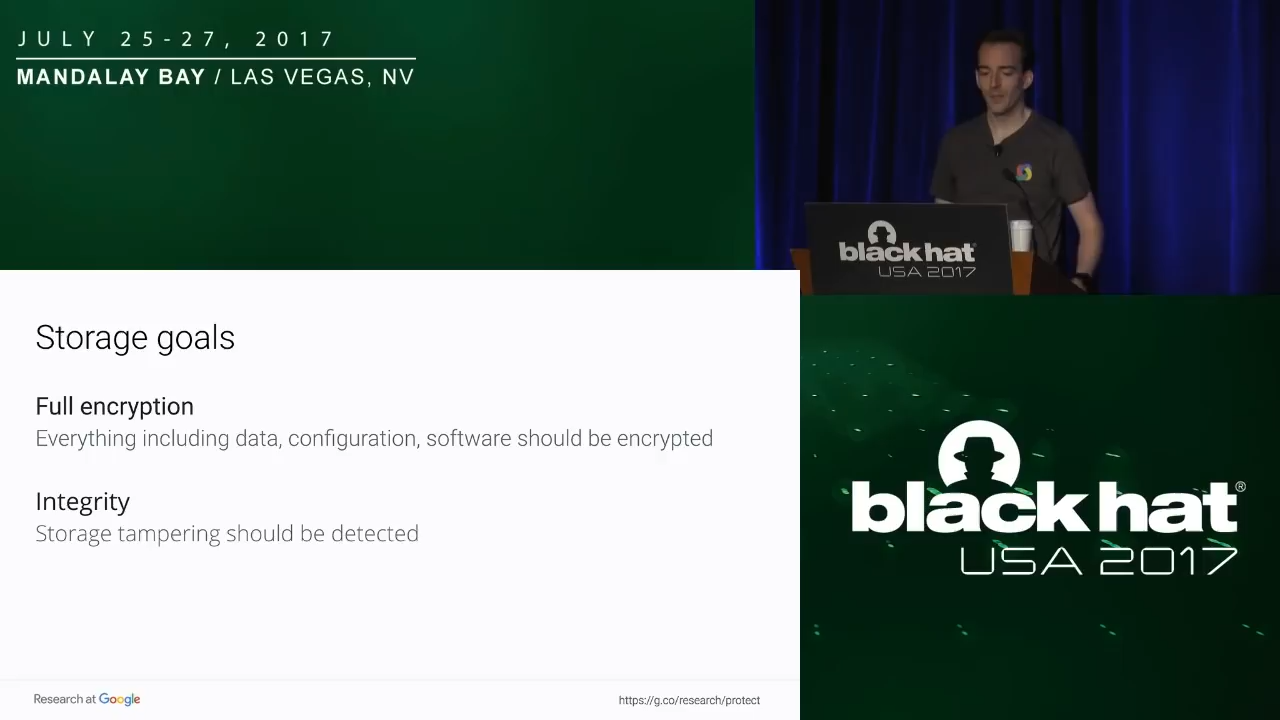 JULY 25-27, 2017
MANDALAY BAY / LAS VEGAS, NV
black hat
USA 2017
Storage goals
Full encryption
Everything including data, configuration, software should be encrypted
Integrity
Storage tampering should be detected
Research at Google
https://g.co/research/protect
black hat®
USA 2017